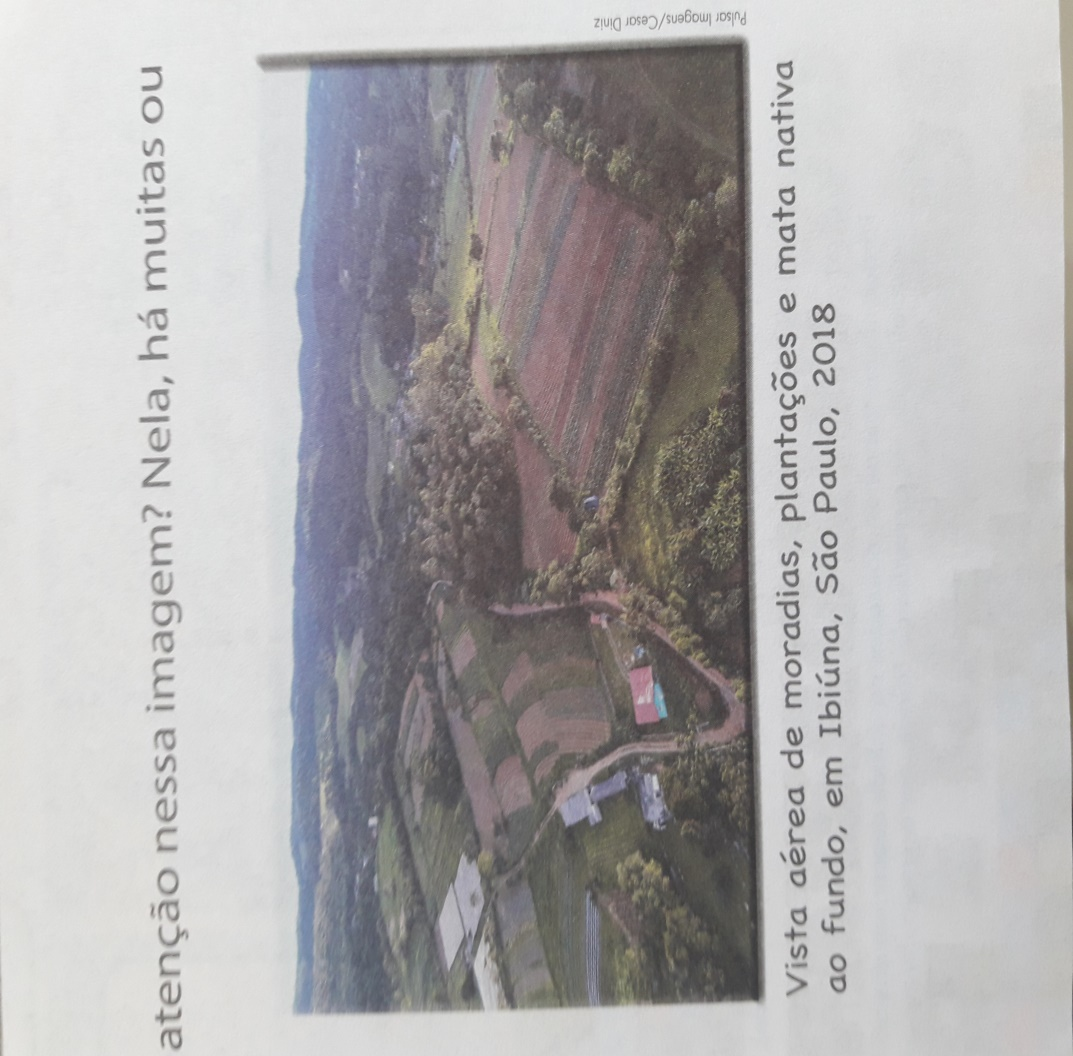 atenção nessa imagem? Nela, há muitas ou
Pulsar Imagens/Cesar Diniz
Vista aérea de moradias, plantações e mata nativa
ao fundo, em Ibiúna, São Paulo, 2018